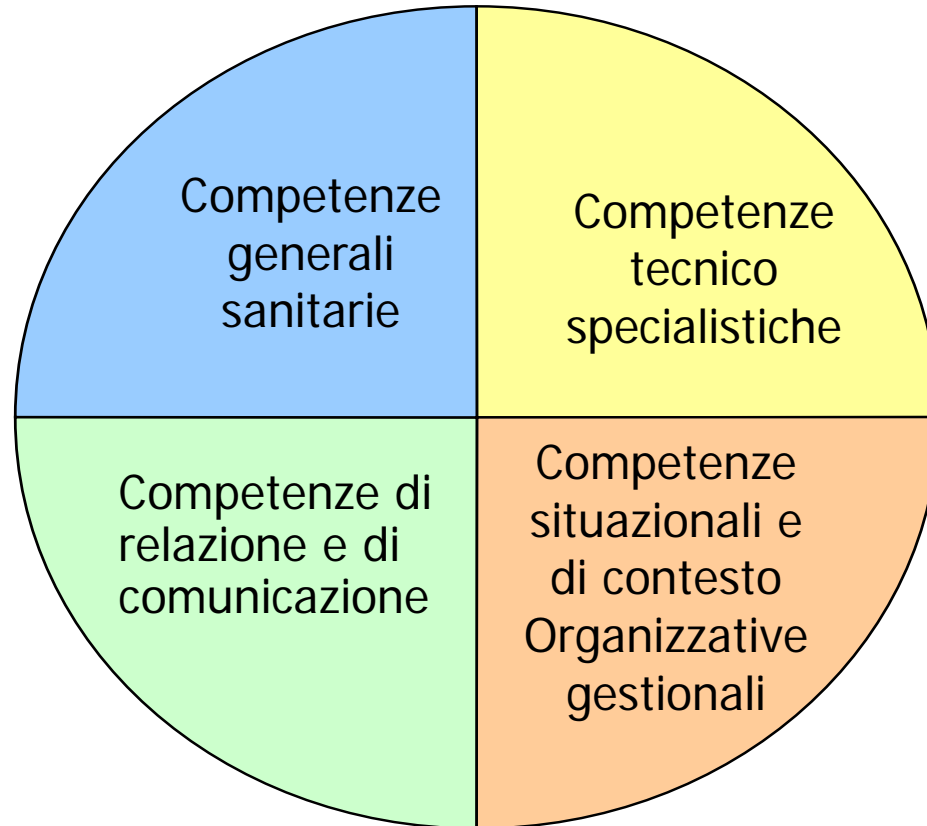 Competenze
generali
sanitarie
Competenze
tecnico
specialistiche
Competenze di
relazione e di
comunicazione
Competenze
situazionali e
di contesto
Organizzative
gestionali